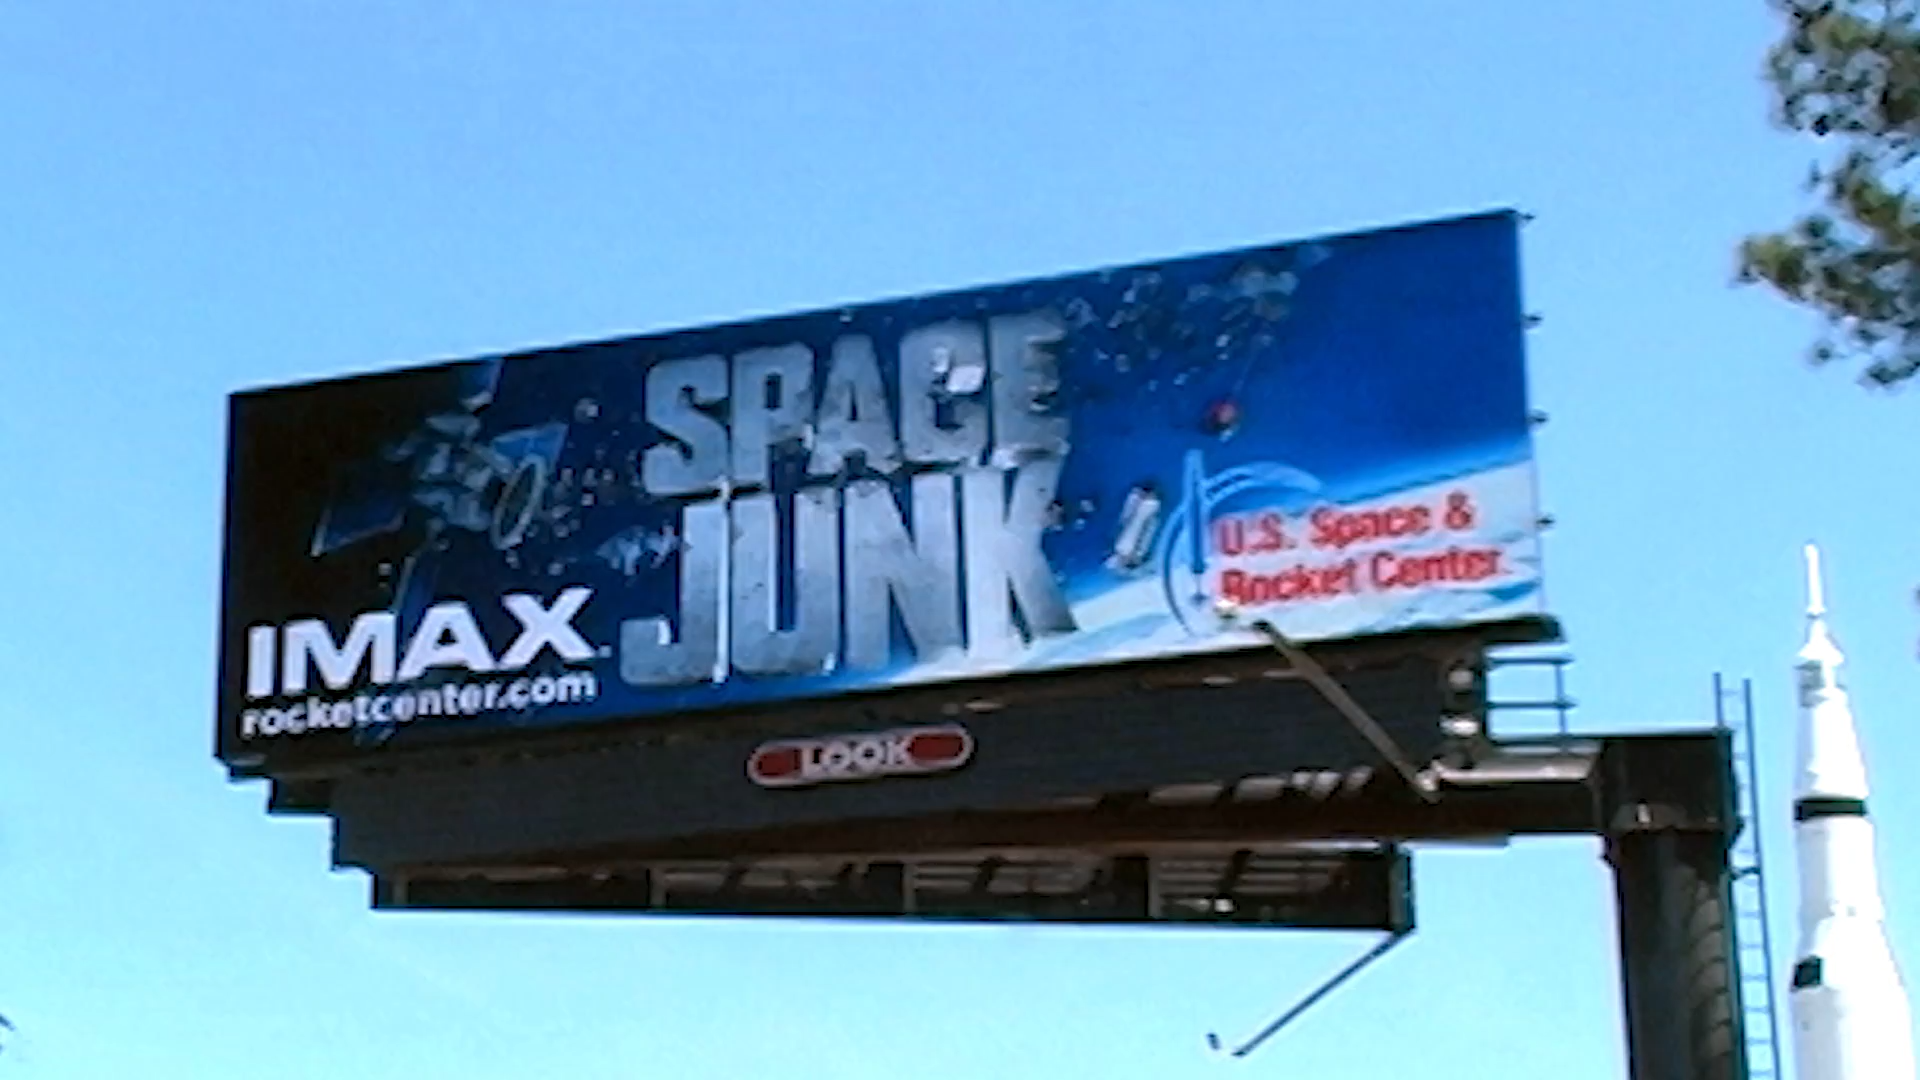 SPACE
JUNK
IMAX
rocketcenter.com
U.S. Space &
Rocket Center
LOOK